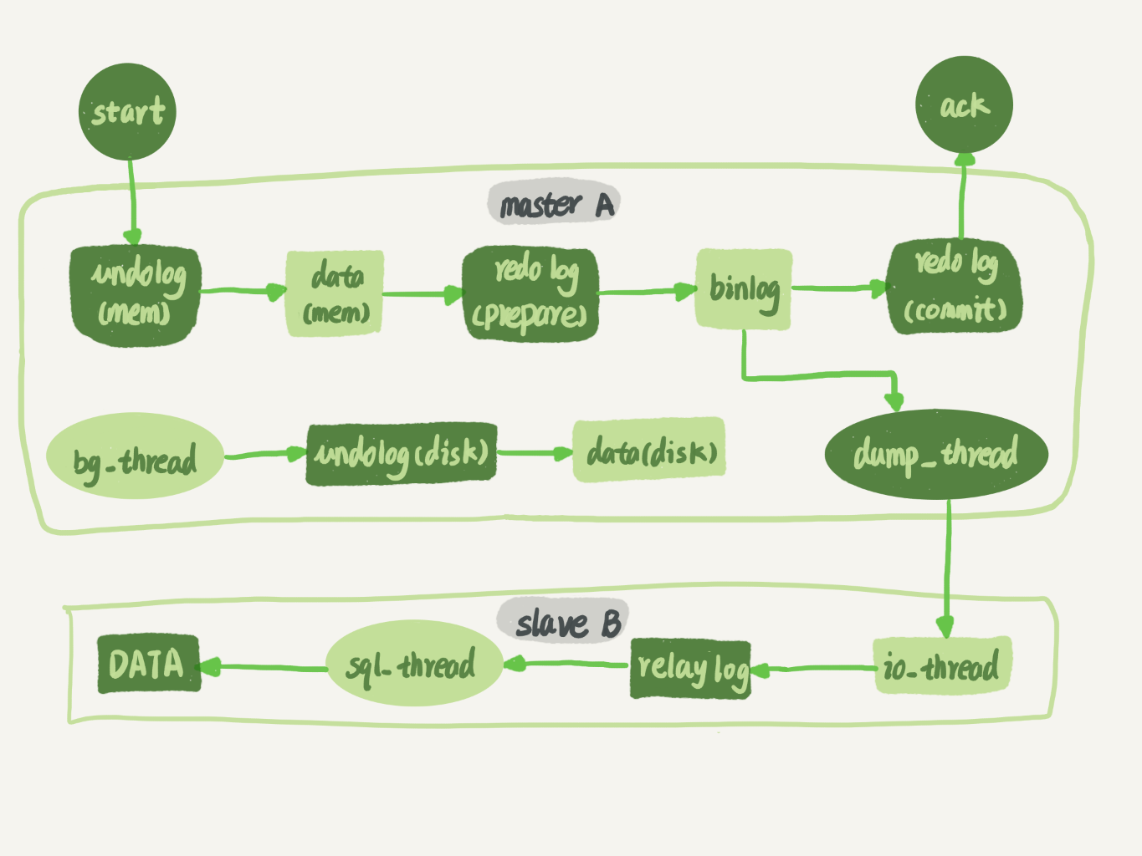 start
ack
master A
undolog
(mem)
data
(mem)
redo log
(prepare)
binlog
redo log
(commit)
bg_thread
undolog(disk)
data(disk)
dump_thread
slave B
DATA
sql_thread
relay log
io_thread